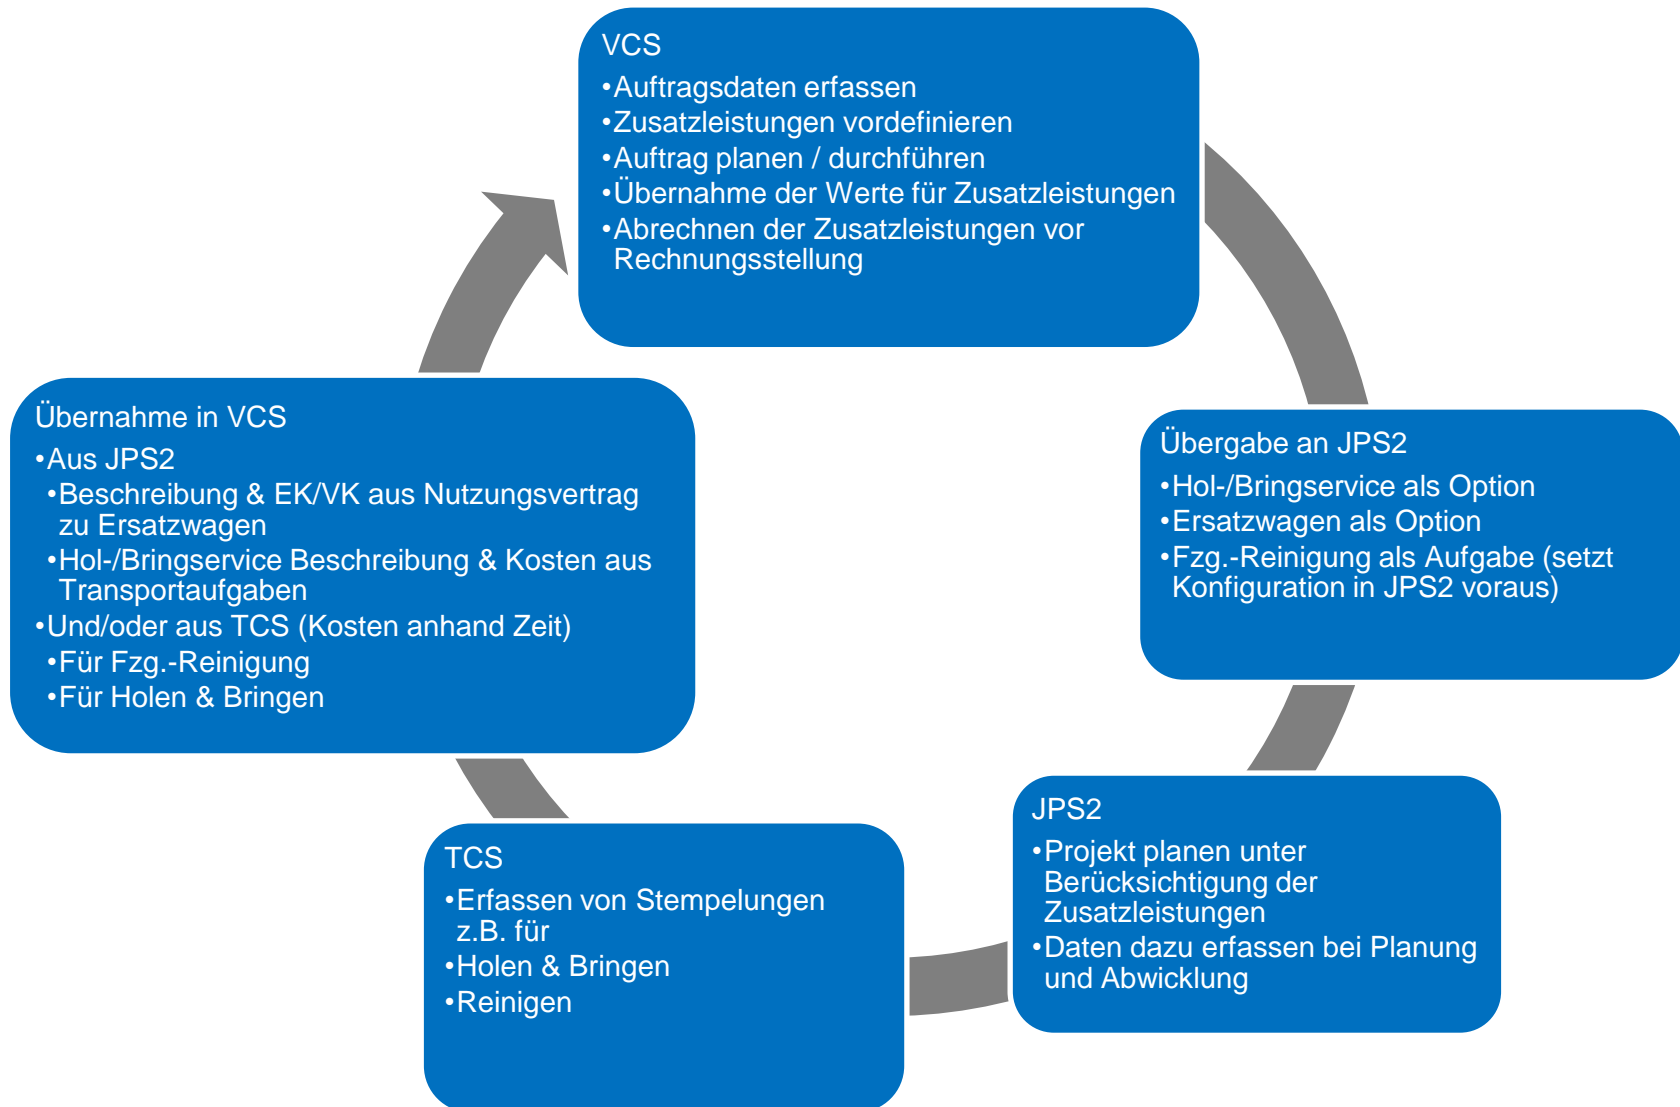 VCS
•Auftragsdaten erfassen
•Zusatzleistungen vordefinieren
•Auftrag planen / durchführen
•Übernahme der Werte für Zusatzleistungen
•Abrechnen der Zusatzleistungen vor
Rechnungsstellung
Übergabe an JPS2
•Hol-/Bringservice als Option
•Ersatzwagen als Option
•Fzg.-Reinigung als Aufgabe (setzt
Konfiguration in JPS2 voraus)
JPS2
•Projekt planen unter
Berücksichtigung der
Zusatzleistungen
•Daten dazu erfassen bei Planung
und Abwicklung
TCS
•Erfassen von Stempelungen
z.B. für
•Holen & Bringen
•Reinigen
Übernahme in VCS
•Aus JPS2
•Beschreibung & EK/VK aus Nutzungsvertrag
zu Ersatzwagen
•Hol-/Bringservice Beschreibung & Kosten aus
Transportaufgaben
•Und/oder aus TCS (Kosten anhand Zeit)
•Für Fzg.-Reinigung
•Für Holen & Bringen